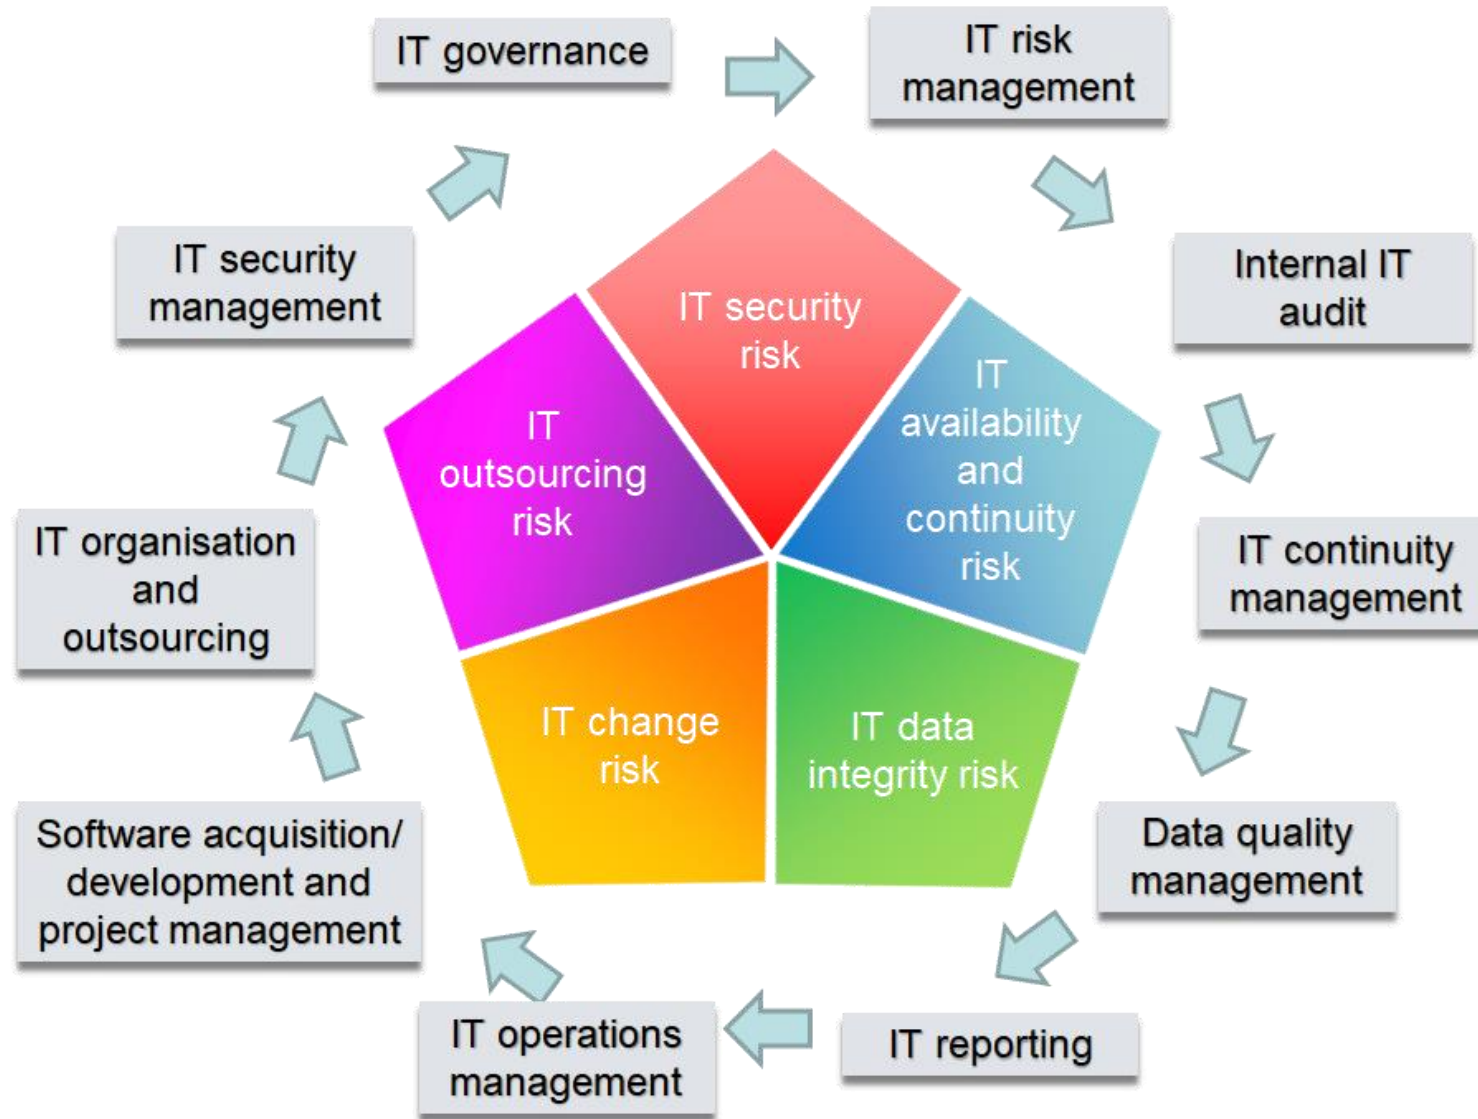 IT governance
IT risk
management
Internal IT
audit
IT continuity
management
Data quality
management
IT reporting
IT operations
management
Software acquisition/
development and
project management
IT organisation
and
outsourcing
IT security
management
IT security
risk
IT
availability
and
continuity
risk
IT data
integrity risk
IT change
risk
IT
outsourcing
risk